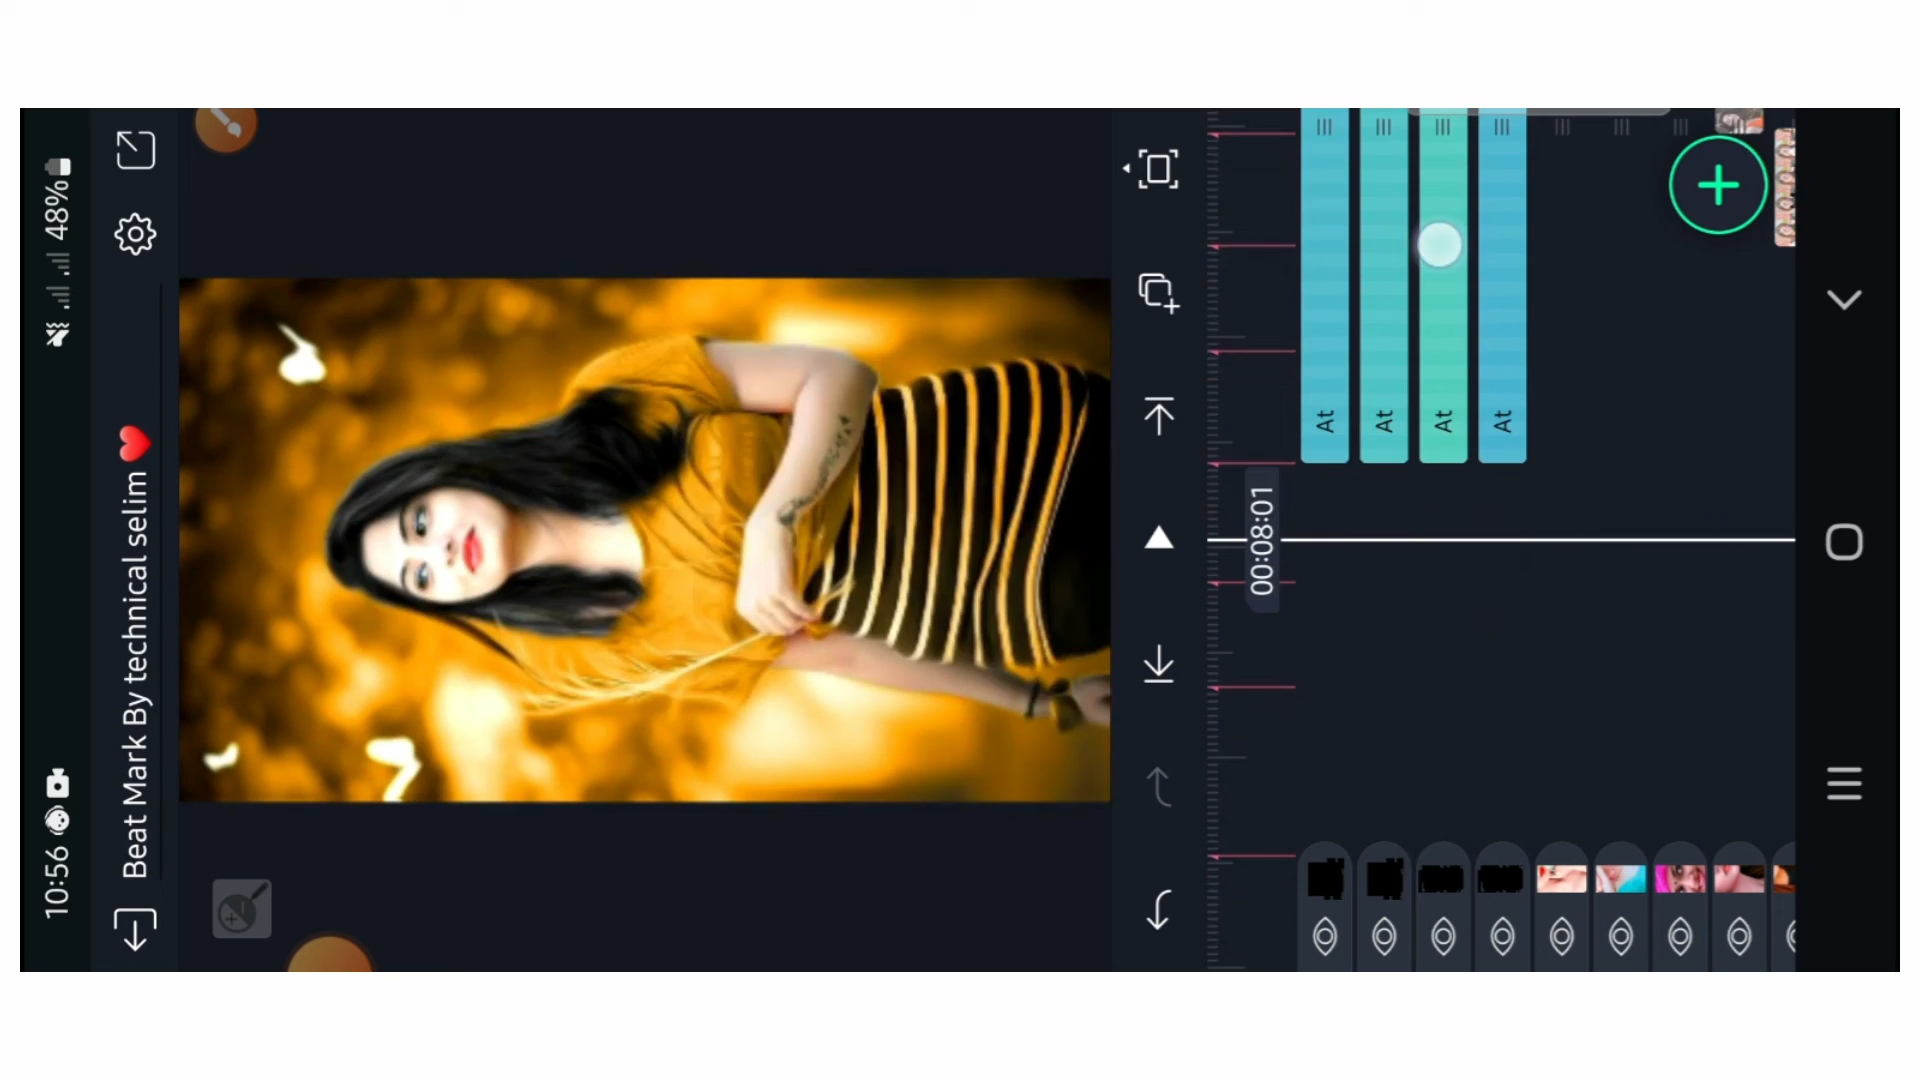 10:56
48%
Beat Mark By technical selim ❤️
00:08:01
At
At
At
At